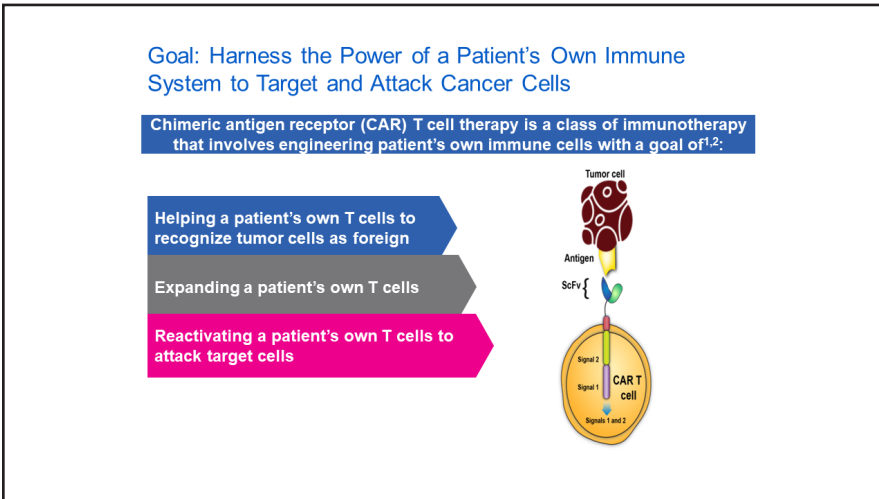 Goal: Harness the Power of a Patient’s Own Immune
System to Target and Attack Cancer Cells
Chimeric antigen receptor (CAR) T cell therapy is a class of immunotherapy
that involves engineering patient’s own immune cells with a goal of1,2:
Helping a patient’s own T cells to
recognize tumor cells as foreign
Expanding a patient’s own T cells
Reactivating a patient’s own T cells to
attack target cells
Tumor cell
Antigen
ScFv {
Signal 2
Signal 1
CAR T
cell
Signals 1 and 2